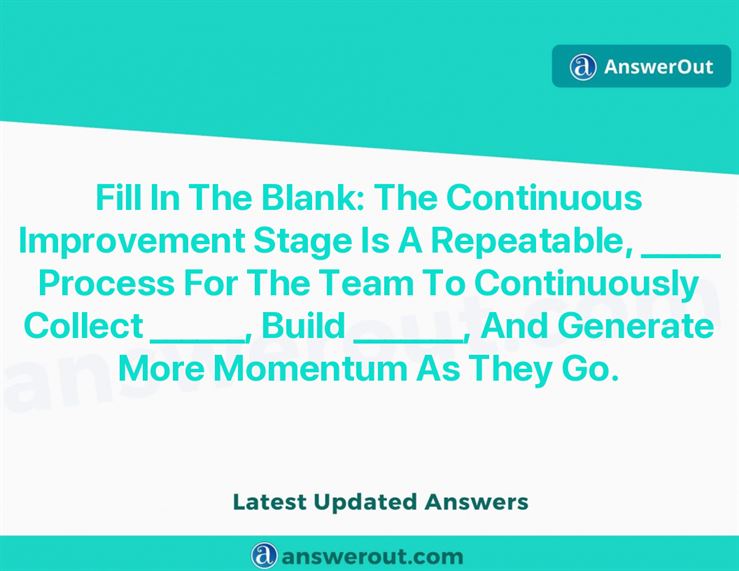 AnswerOut
Fill In The Blank: The Continuous
Improvement Stage Is A Repeatable, _____
Process For The Team To Continuously
Collect ______, Build _______, And Generate
More Momentum As They Go.
answerout.com
Latest Updated Answers
answerout.com